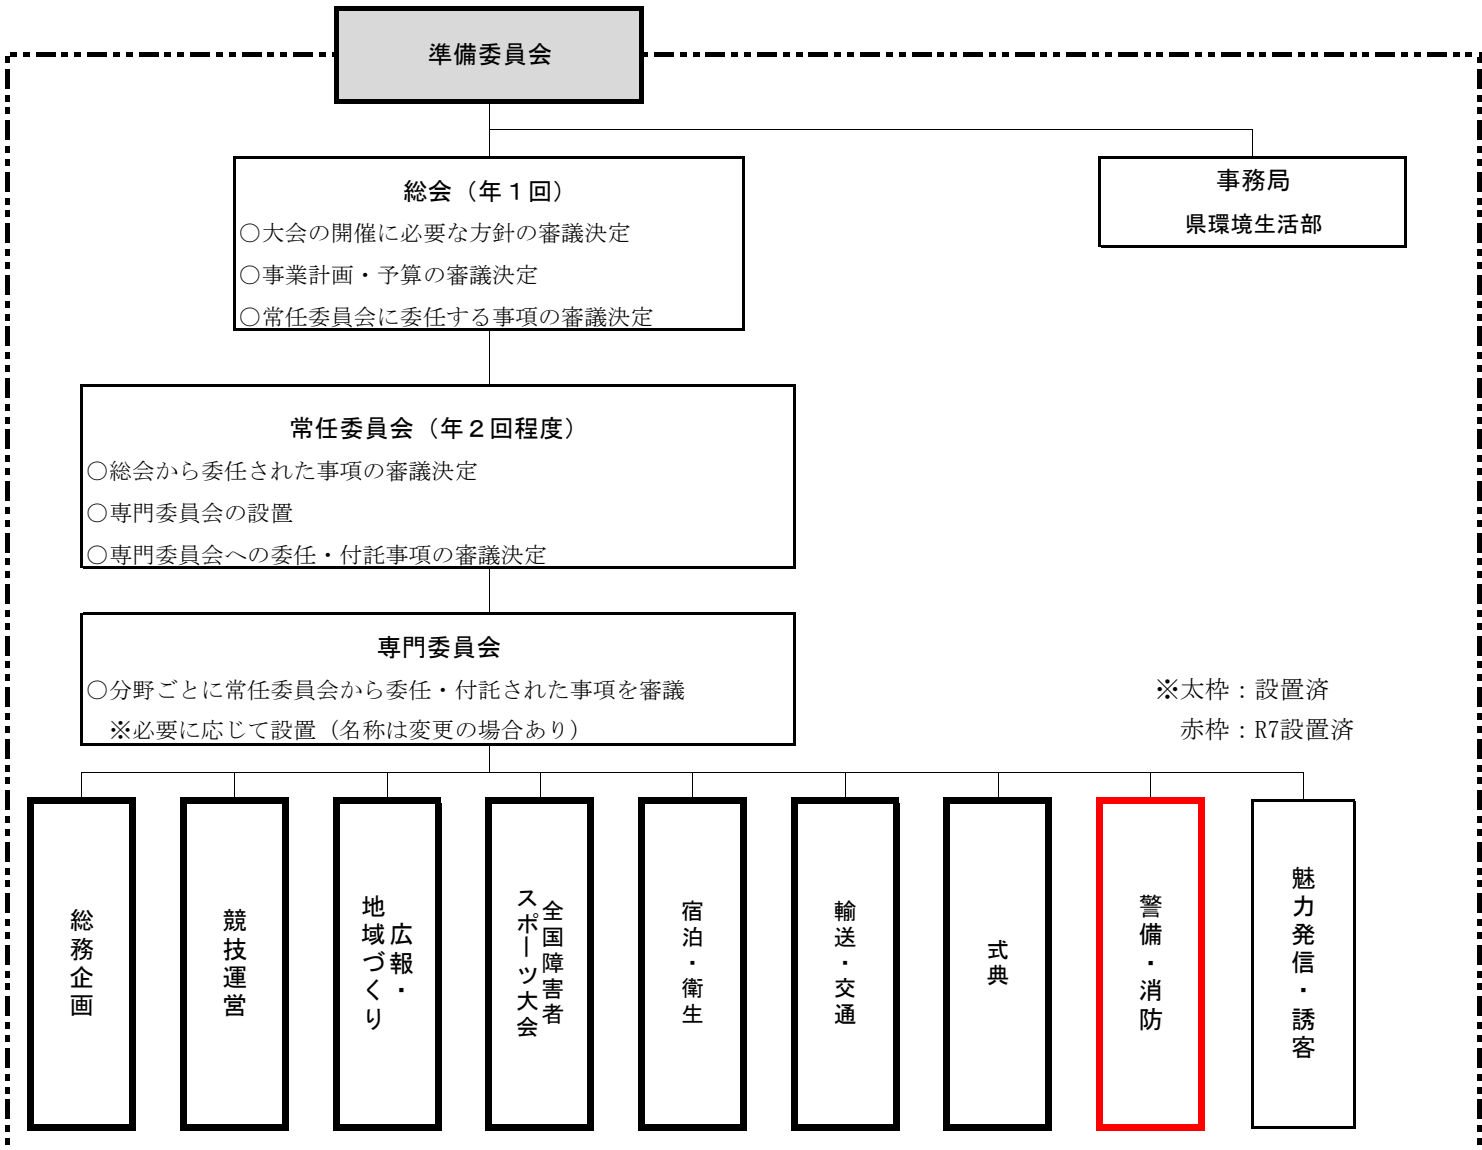 準備委員会
総会（年１回）
○大会の開催に必要な方針の審議決定
○事業計画・予算の審議決定
○常任委員会に委任する事項の審議決定
事務局
県環境生活部
常任委員会（年２回程度）
○総会から委任された事項の審議決定
○専門委員会の設置
○専門委員会への委任・付託事項の審議決定
専門委員会
○分野ごとに常任委員会から委任・付託された事項を審議
※必要に応じて設置（名称は変更の場合あり）
※太枠：設置済
赤枠：R7設置済
総務企画
競技運営
広報・
地域づくり
全国障害者
スポーツ大会
宿泊・衛生
輸送・交通
式典
警備・消防
魅力発信・誘客